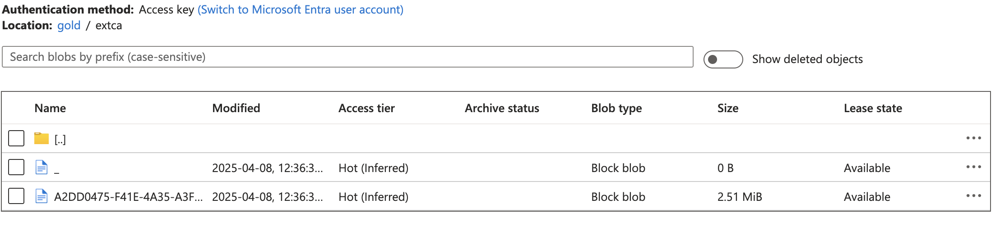 Authentication method: Access key (Switch to Microsoft Entra user account)
Location: gold / extca
Search blobs by prefix (case-sensitive)
Show deleted objects
Name Modified Access tier Archive status Blob type Size Lease state
[..]
_ 2025-04-08, 12:36:3... Hot (Inferred) Block blob 0 B Available
A2DD0475-F41E-4A35-A3F... 2025-04-08, 12:36:3... Hot (Inferred) Block blob 2.51 MiB Available